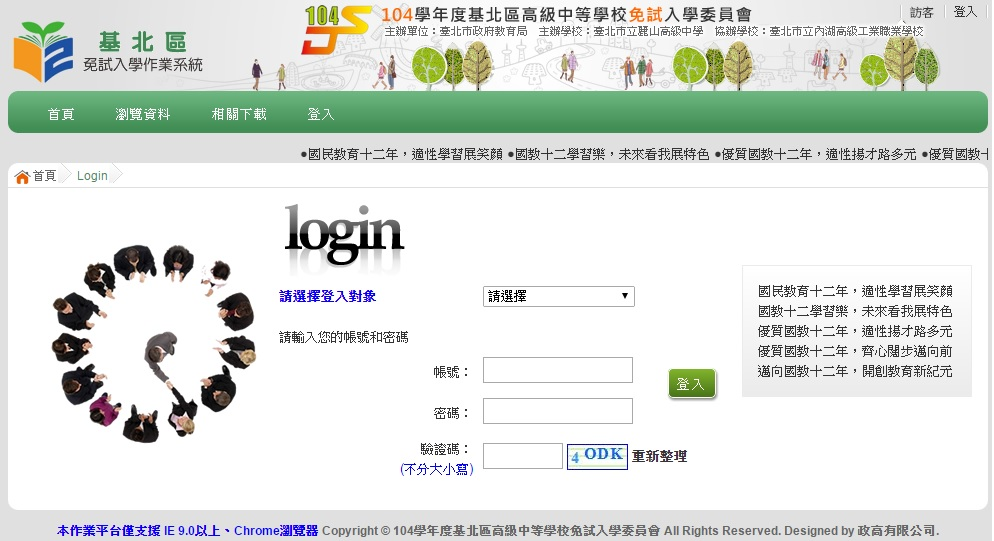 基北區
免試入學作業系統
104
104學年度基北區高級中等學校免試入學委員會
主辦單位：臺北市政府教育局 主辦學校：臺北市立麗山高級中學 協辦學校：臺北市立內湖高級工業職業學校
訪客 登入
首頁 瀏覽資料 相關下載 登入
●國民教育十二年，適性學習展笑顏 ●國教十二學習樂，未來看我展特色 ●優質國教十二年，適性揚才路多元 ●優質國教十
首頁 Login
login
請選擇登入對象 請選擇
請輸入您的帳號和密碼
帳號：
登入
密碼：
驗證碼：
(不分大小寫)
4 ODK 重新整理
國民教育十二年，適性學習展笑顏
國教十二學習樂，未來看我展特色
優質國教十二年，適性揚才路多元
優質國教十二年，齊心闊步邁向前
邁向國教十二年，開創教育新紀元
本作業平台僅支援 IE 9.0以上、Chrome瀏覽器 Copyright © 104學年度基北區高級中等學校免試入學委員會 All Rights Reserved. Designed by 政高有限公司.